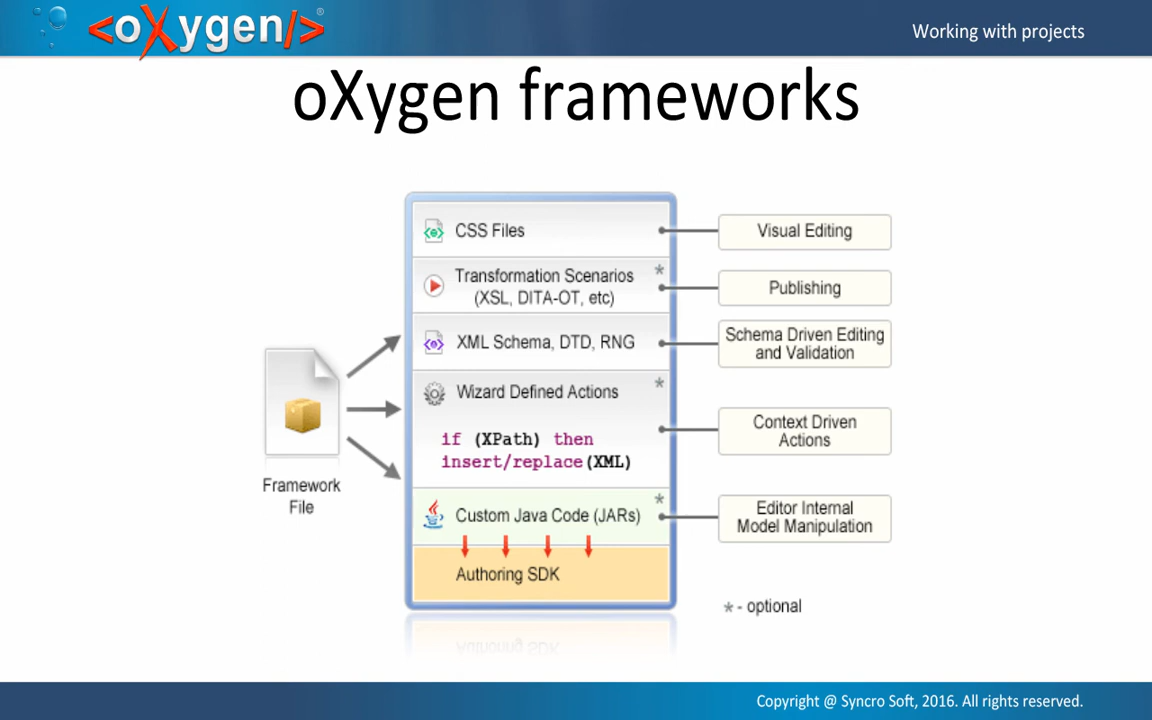 <oXygen/>®
Working with projects
oXygen frameworks
CSS Files
Visual Editing
Transformation Scenarios *
(XSL, DITA-OT, etc)
Publishing
XML Schema, DTD, RNG
Schema Driven Editing
and Validation
Wizard Defined Actions *
if (XPath) then
insert/replace(XML)
Context Driven
Actions
Framework
File
Custom Java Code (JARs) *
Editor Internal
Model Manipulation
Authoring SDK
* - optional
Copyright @ Syncro Soft, 2016. All rights reserved.